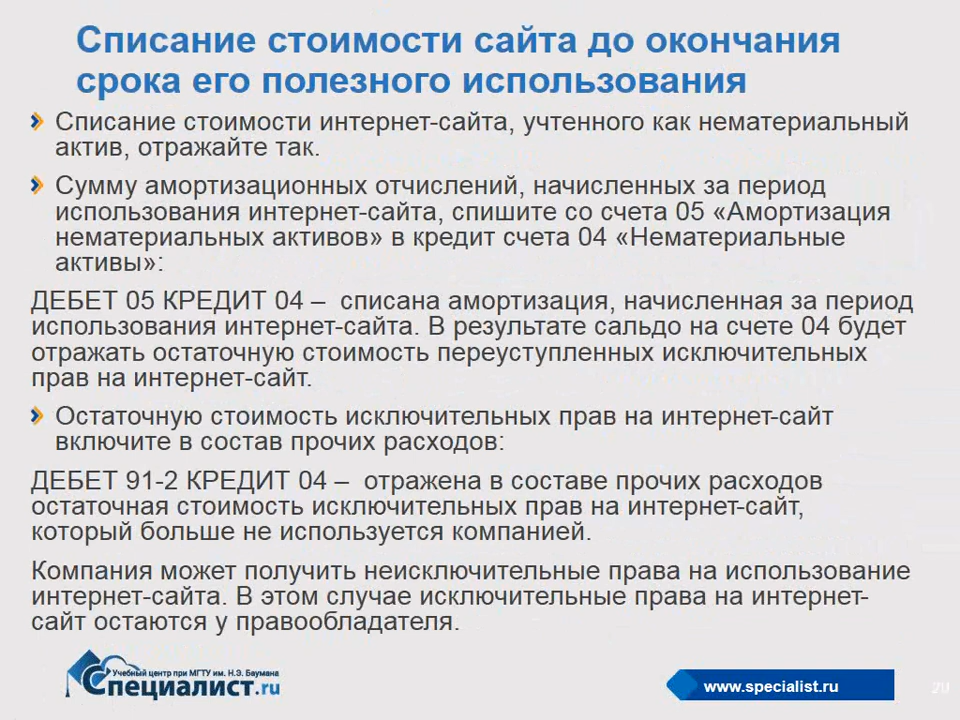 Списание стоимости сайта до окончания
срока его полезного использования
Списание стоимости интернет-сайта, учтенного как нематериальный
актив, отражайте так.
Сумму амортизационных отчислений, начисленных за период
использования интернет-сайта, спишите со счета 05 «Амортизация
нематериальных активов» в кредит счета 04 «Нематериальные
активы»:
ДЕБЕТ 05 КРЕДИТ 04 – списана амортизация, начисленная за период
использования интернет-сайта. В результате сальдо на счете 04 будет
отражать остаточную стоимость переуступленных исключительных
прав на интернет-сайт.
Остаточную стоимость исключительных прав на интернет-сайт
включите в состав прочих расходов:
ДЕБЕТ 91-2 КРЕДИТ 04 – отражена в составе прочих расходов
остаточная стоимость исключительных прав на интернет-сайт,
который больше не используется компанией.
Компания может получить неисключительные права на использование
интернет-сайта. В этом случае исключительные права на интернет-
сайт остаются у правообладателя.
Учебный центр при МГТУ им. Н.Э. Баумана
Специалист.ru
www.specialist.ru